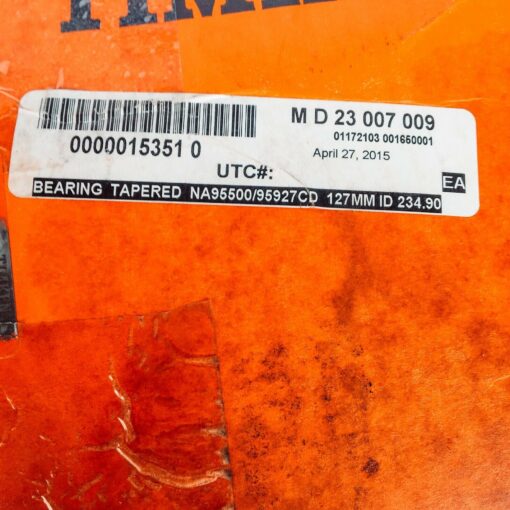 M D 23 007 009
01172103 001650001
0000015351 0
April 27, 2015
UTC#:
EA
BEARING TAPERED NA95500/95927CD 127MM ID 234.90